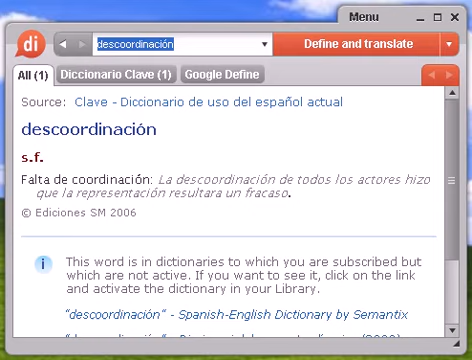 Menu
di
descoordinación
Define and translate
All (1)
Diccionario Clave (1)
Google Define
Source: Clave - Diccionario de uso del español actual
descoordinación
s.f.
Falta de coordinación: La descoordinación de todos los actores hizo
que la representación resultara un fracaso.
© Ediciones SM 2006
i
This word is in dictionaries to which you are subscribed but
which are not active. If you want to see it, click on the link
and activate the dictionary in your Library.
"descoordinación" - Spanish-English Dictionary by Semantix